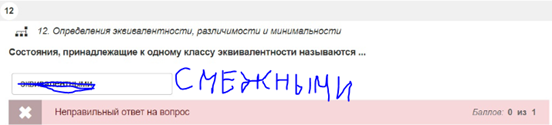 12
12. Определения эквивалентности, различимости и минимальности
Состояния, принадлежащие к одному классу эквивалентности называются ...
эквивалентными СМЕЖНЫМИ
Неправильный ответ на вопрос Баллов: 0 из 1